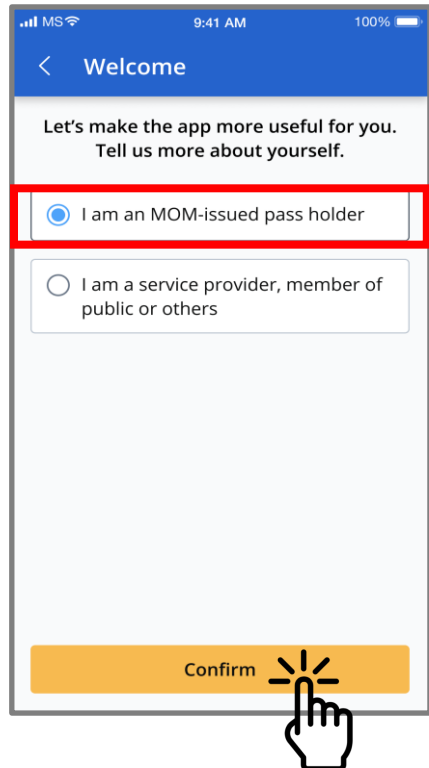 MS 9:41 AM 100%
Welcome
Let's make the app more useful for you.
Tell us more about yourself.
I am an MOM-issued pass holder
I am a service provider, member of
public or others
Confirm